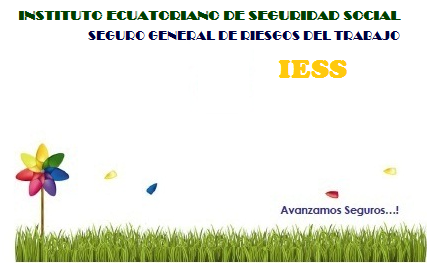 INSTITUTO ECUATORIANO DE SEGURIDAD SOCIAL
SEGURO GENERAL DE RIESGOS DEL TRABAJO
IESS
Avanzamos Seguros...!